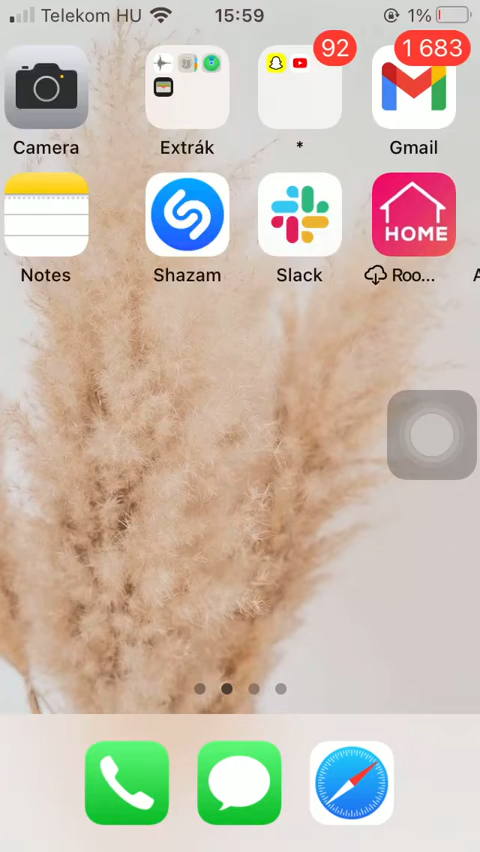 Telekom HU 15:59 1%
92 1 683
Camera Extrák * Gmail
HOME
Notes Shazam Slack Roo...